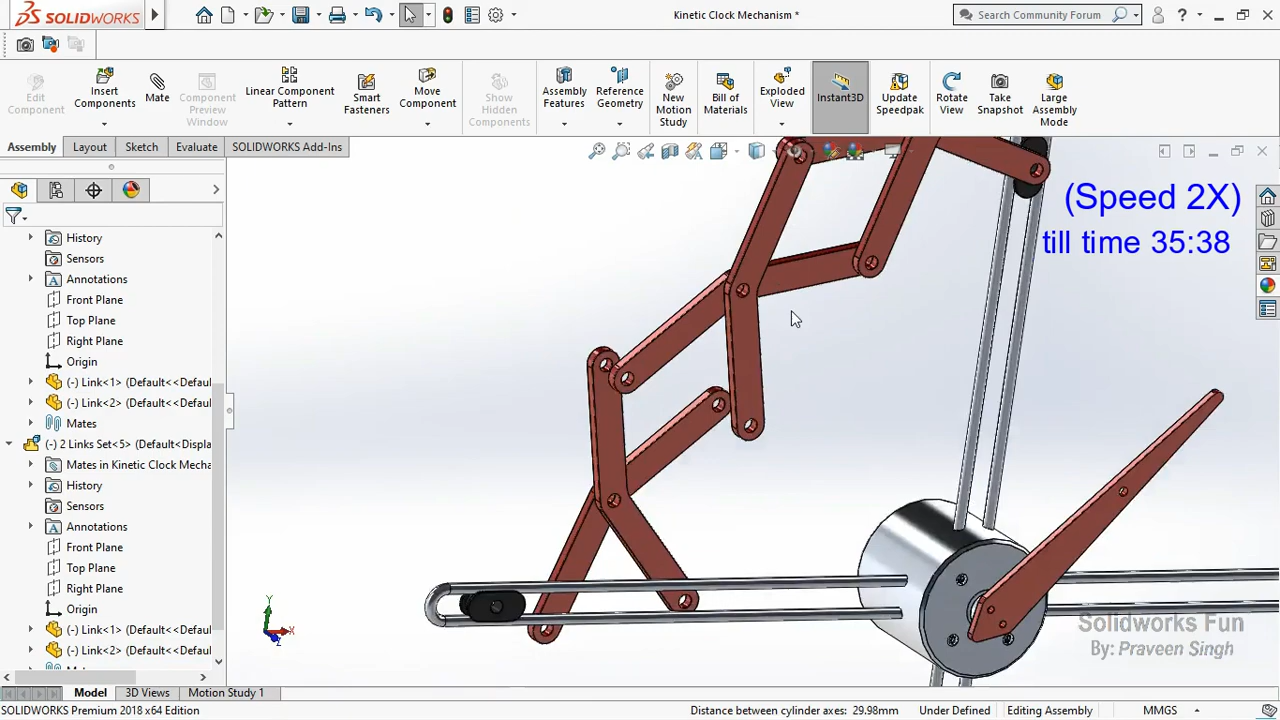 SOLIDWORKS
Kinetic Clock Mechanism *
Search Community Forum
?
Edit Component
Insert Components
Mate
Component Preview Window
Linear Component Pattern
Smart Fasteners
Move Component
Show Hidden Components
Assembly Features
Reference Geometry
New Motion Study
Bill of Materials
Exploded View
Instant3D
Update Speedpak
Rotate View
Take Snapshot
Large Assembly Mode
Assembly
Layout
Sketch
Evaluate
SOLIDWORKS Add-Ins
(Speed 2X)
till time 35:38
History
Sensors
Annotations
Front Plane
Top Plane
Right Plane
Origin
(-) Link<1> (Default<<Defaul
(-) Link<2> (Default<<Defaul
Mates
(-) 2 Links Set<5> (Default<Displa
Mates in Kinetic Clock Mecha
History
Sensors
Annotations
Front Plane
Top Plane
Right Plane
Origin
(-) Link<1> (Default<<Defaul
(-) Link<2> (Default<<Defaul
Y
X
Z
Solidworks Fun
By: Praveen Singh
Model
3D Views
Motion Study 1
SOLIDWORKS Premium 2018 x64 Edition
Distance between cylinder axes: 29.98mm
Under Defined
Editing Assembly
MMGS